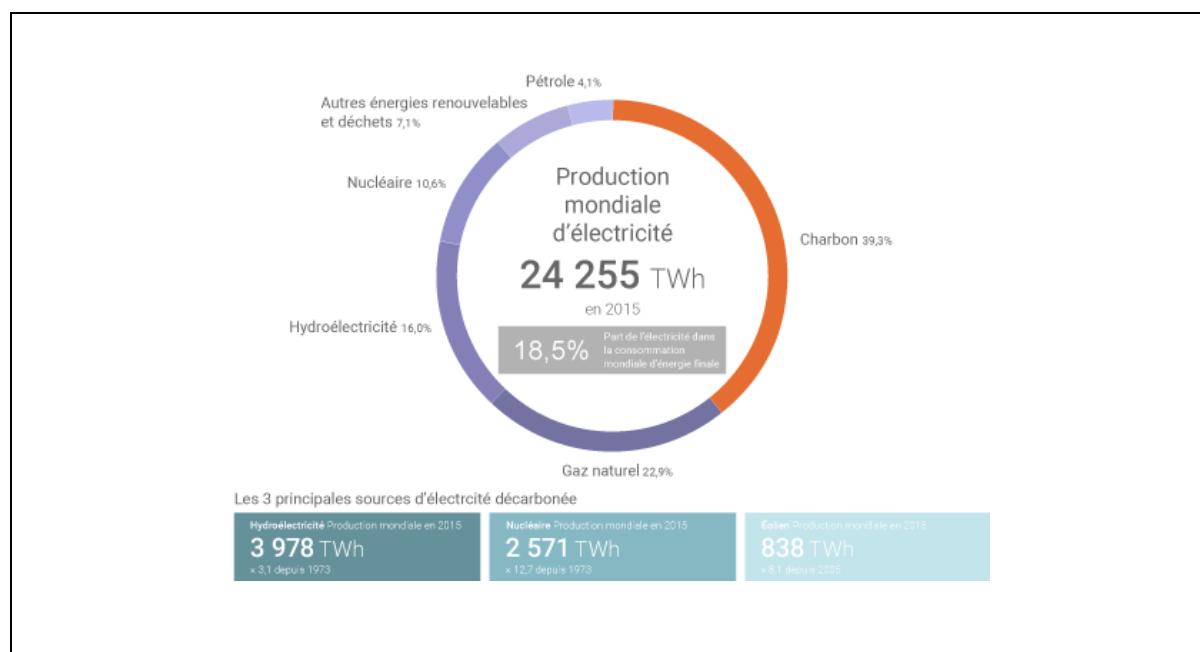 Pétrole 4,1%
Autres énergies renouvelables
et déchets 7,1%
Nucléaire 10,6%
Production
mondiale
d'électricité
Charbon 39,3%
24 255 TWh
en 2015
Hydroélectricité 16,0%
18,5%
Part de l'électricité dans
la consommation
mondiale d'énergie finale
Gaz naturel 22,9%
Les 3 principales sources d'électrcité décarbonée
Hydroélectricité Production mondiale en 2015
3 978 TWh
× 3,1 depuis 1973
Nucléaire Production mondiale en 2015
2 571 TWh
× 12,7 depuis 1973
Éolien Production mondiale en 2015
838 TWh
× 8,1 depuis 2005